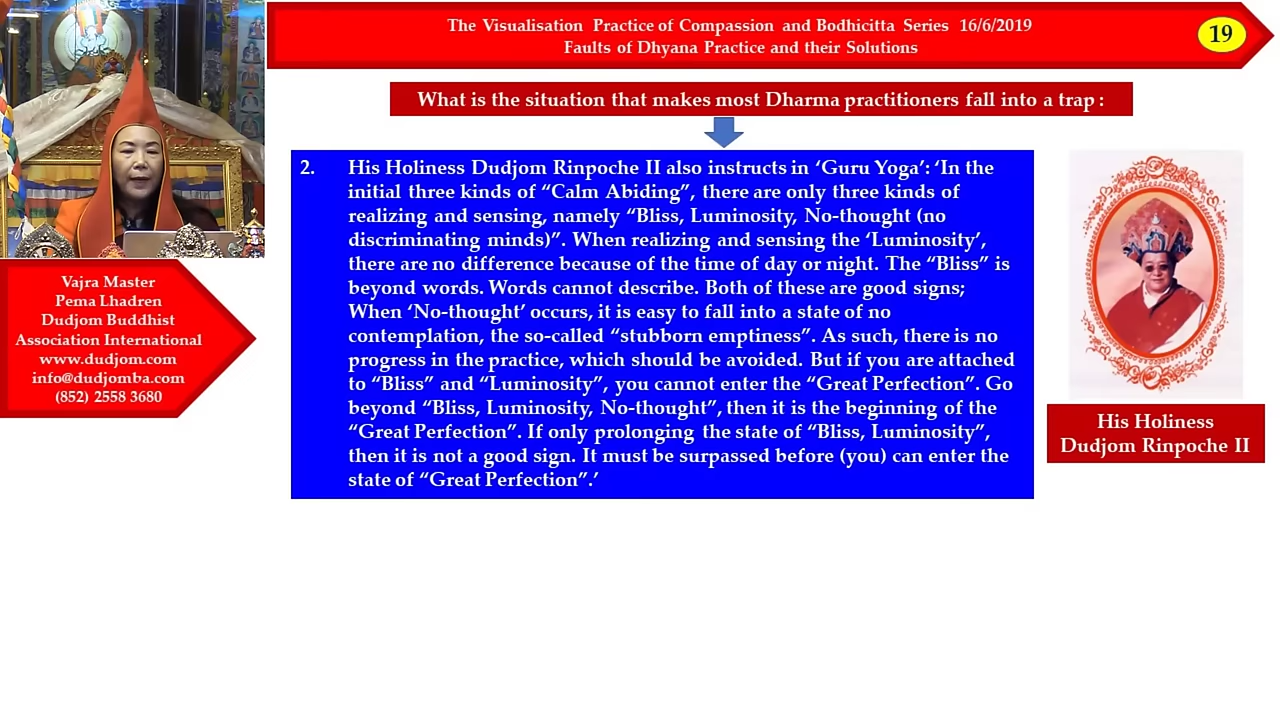 The Visualisation Practice of Compassion and Bodhicitta Series 16/6/2019
Faults of Dhyana Practice and their Solutions
19
What is the situation that makes most Dharma practitioners fall into a trap :
2. His Holiness Dudjom Rinpoche II also instructs in ‘Guru Yoga’: ‘In the
initial three kinds of “Calm Abiding”, there are only three kinds of
realizing and sensing, namely “Bliss, Luminosity, No-thought (no
discriminating minds)”. When realizing and sensing the ‘Luminosity’,
there are no difference because of the time of day or night. The “Bliss” is
beyond words. Words cannot describe. Both of these are good signs;
When ‘No-thought’ occurs, it is easy to fall into a state of no
contemplation, the so-called “stubborn emptiness”. As such, there is no
progress in the practice, which should be avoided. But if you are attached
to “Bliss” and “Luminosity”, you cannot enter the “Great Perfection”. Go
beyond “Bliss, Luminosity, No-thought”, then it is the beginning of the
“Great Perfection”. If only prolonging the state of “Bliss, Luminosity”,
then it is not a good sign. It must be surpassed before (you) can enter the
state of “Great Perfection”.’
Vajra Master
Pema Lhadren
Dudjom Buddhist
Association International
www.dudjom.com
info@dudjomba.com
(852) 2558 3680
His Holiness
Dudjom Rinpoche II